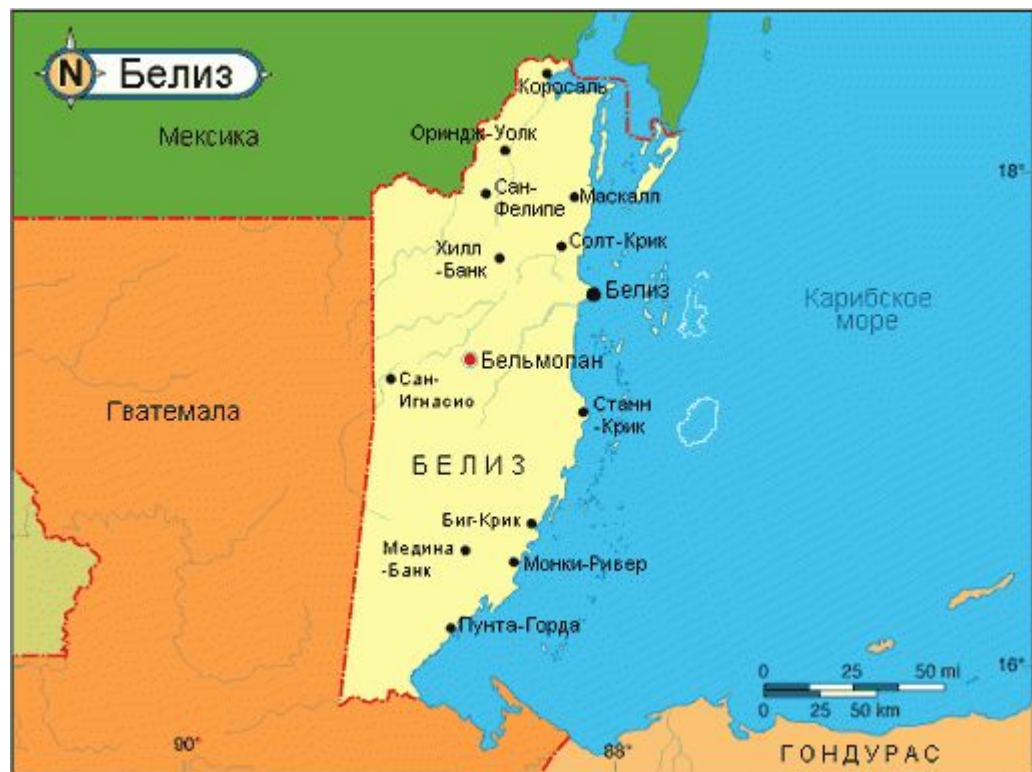 N Белиз
Мексика
Коросаль
Ориндж-Уолк
18°
Сан-
Фелипе
Маскалл
Хилл
-Банк
Солт-Крик
Белиз
Карибское
море
Бельмопан
Сан-
Игнасио
Гватемала
Станн
-Крик
БЕЛИЗ
Биг-Крик
Медина
-Банк
Монки-Ривер
Пунта-Горда
16°
0 25 50 mi
0 25 50 km
90°
88°
ГОНДУРАС